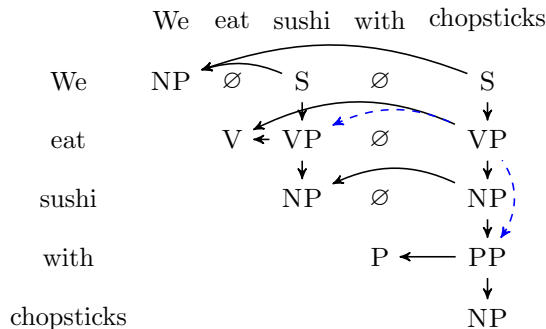 We eat sushi with chopsticks
We NP ∅ S ∅ S
eat V VP ∅ VP
sushi NP ∅ NP
with P PP
chopsticks NP